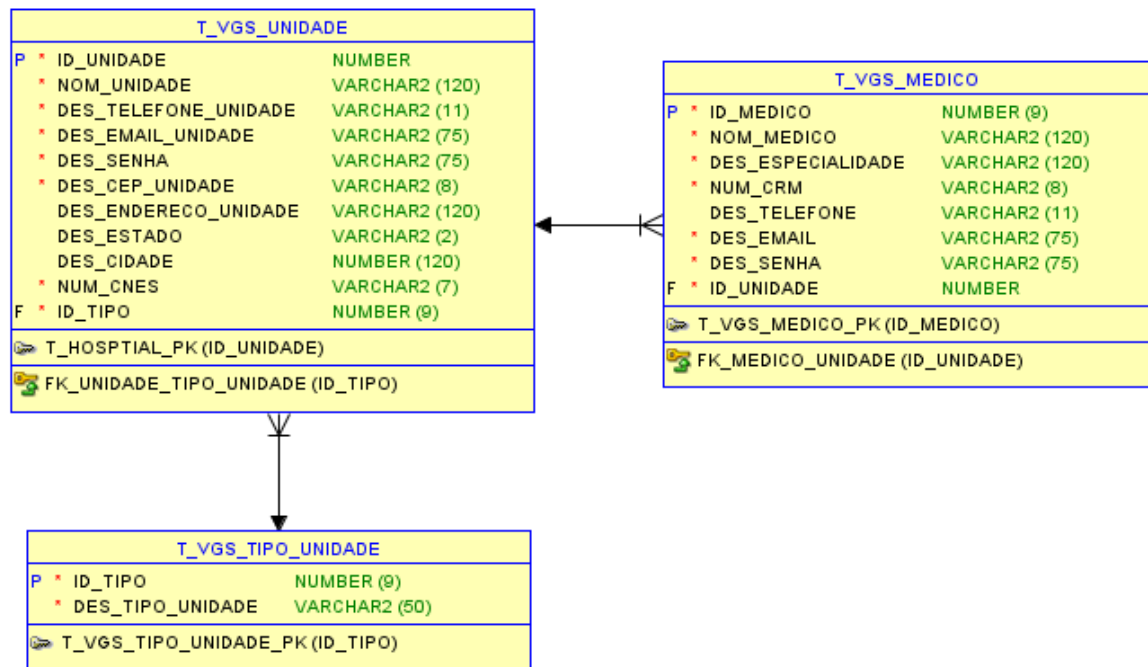 T_VGS_UNIDADE
P * ID_UNIDADE NUMBER
* NOM_UNIDADE VARCHAR2 (120)
* DES_TELEFONE_UNIDADE VARCHAR2 (11)
* DES_EMAIL_UNIDADE VARCHAR2 (75)
* DES_SENHA VARCHAR2 (75)
* DES_CEP_UNIDADE VARCHAR2 (8)
DES_ENDERECO_UNIDADE VARCHAR2 (120)
DES_ESTADO VARCHAR2 (2)
DES_CIDADE NUMBER (120)
* NUM_CNES VARCHAR2 (7)
F * ID_TIPO NUMBER (9)
T_HOSPTIAL_PK (ID_UNIDADE)
FK_UNIDADE_TIPO_UNIDADE (ID_TIPO)
T_VGS_MEDICO
P * ID_MEDICO NUMBER (9)
* NOM_MEDICO VARCHAR2 (120)
* DES_ESPECIALIDADE VARCHAR2 (120)
* NUM_CRM VARCHAR2 (8)
DES_TELEFONE VARCHAR2 (11)
* DES_EMAIL VARCHAR2 (75)
* DES_SENHA VARCHAR2 (75)
F * ID_UNIDADE NUMBER
T_VGS_MEDICO_PK (ID_MEDICO)
FK_MEDICO_UNIDADE (ID_UNIDADE)
T_VGS_TIPO_UNIDADE
P * ID_TIPO NUMBER (9)
* DES_TIPO_UNIDADE VARCHAR2 (50)
T_VGS_TIPO_UNIDADE_PK (ID_TIPO)